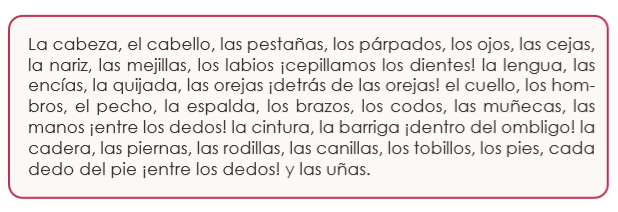 La cabeza, el cabello, las pestañas, los párpados, los ojos, las cejas,
la nariz, las mejillas, los labios ¡cepillamos los dientes! la lengua, las
encías, la quijada, las orejas ¡detrás de las orejas! el cuello, los hom-
bros, el pecho, la espalda, los brazos, los codos, las muñecas, las
manos ¡entre los dedos! la cintura, la barriga ¡dentro del ombligo! la
cadera, las piernas, las rodillas, las canillas, los tobillos, los pies, cada
dedo del pie ¡entre los dedos! y las uñas.